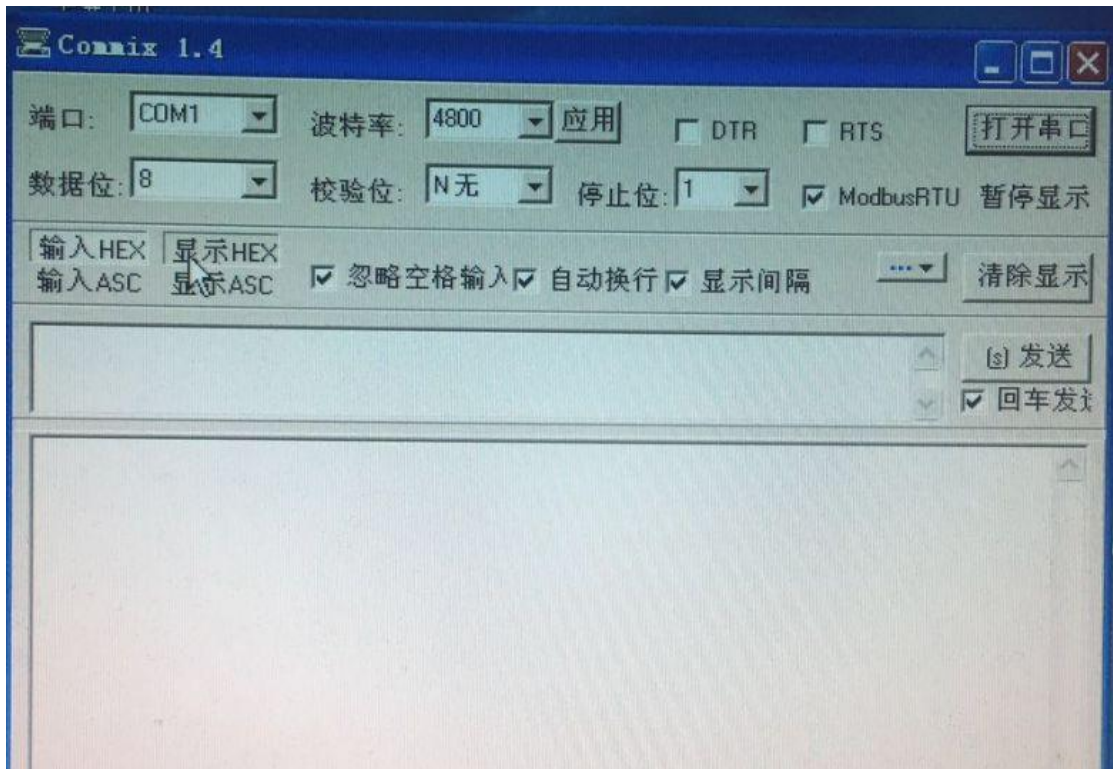 Commix 1.4
端口: COM1 波特率: 4800 应用 DTR RTS 打开串口
数据位: 8 校验位: N 无 停止位: 1 ModbusRTU 暂停显示
输入HEX 显示HEX
输入ASC 显示ASC 忽略空格输入 自动换行 显示间隔 ... 清除显示
(s) 发送
回车发送